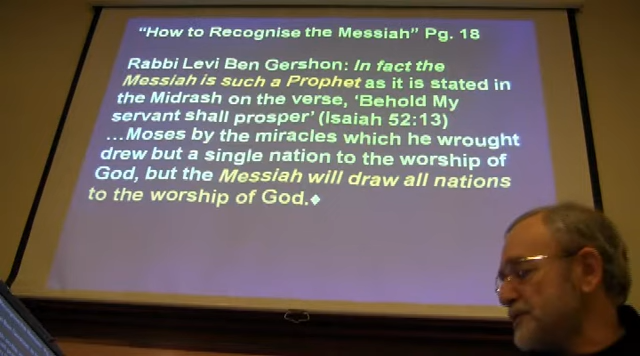 “How to Recognise the Messiah” Pg. 18
Rabbi Levi Ben Gershon: In fact the
Messiah is such a Prophet as it is stated in
the Midrash on the verse, ‘Behold My
servant shall prosper’ (Isaiah 52:13)
…Moses by the miracles which he wrought
drew but a single nation to the worship of
God, but the Messiah will draw all nations
to the worship of God.